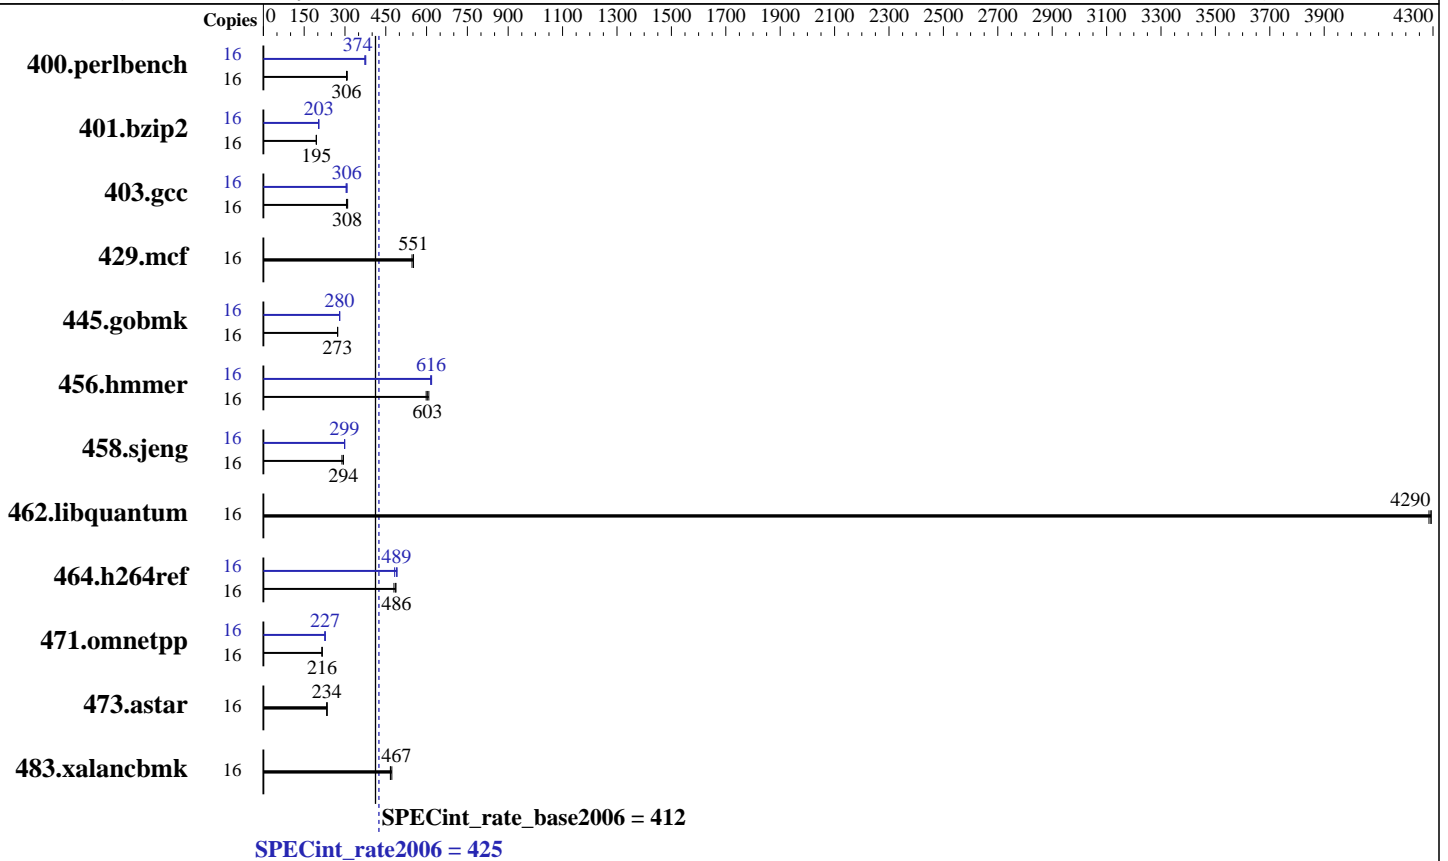 Copies 0 150 300 450 600 750 900 1100 1300 1500 1700 1900 2100 2300 2500 2700 2900 3100 3300 3500 3700 3900 4300
400.perlbench 16 374
16 306
401.bzip2 16 203
16 195
403.gcc 16 306
16 308
429.mcf 16 551
445.gobmk 16 280
16 273
456.hmmer 16 616
16 603
458.sjeng 16 299
16 294
462.libquantum 16 4290
464.h264ref 16 489
16 486
471.omnetpp 16 227
16 216
473.astar 16 234
483.xalancbmk 16 467
SPECint_rate_base2006 = 412
SPECint_rate2006 = 425